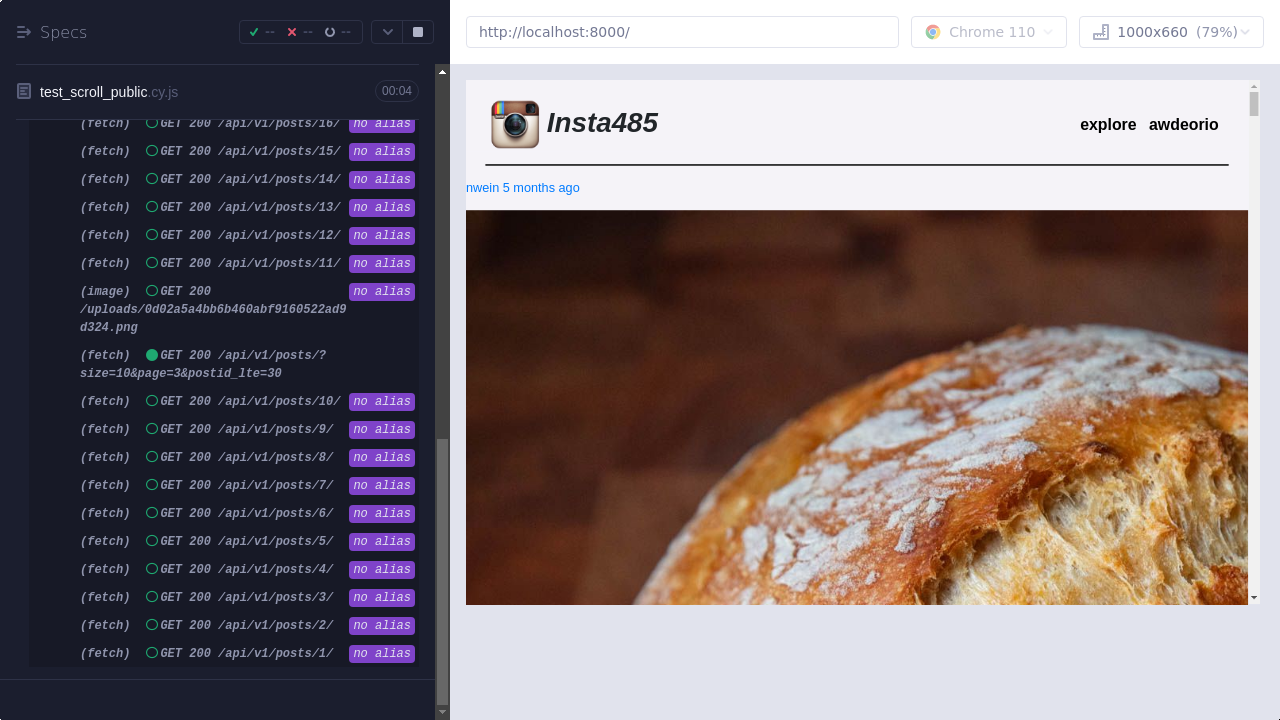 Specs
--
--
--
http://localhost:8000/
Chrome 110
1000x660 (79%)
test_scroll_public.cy.js
00:04
(fetch) GET 200 /api/v1/posts/16/ no alias
(fetch) GET 200 /api/v1/posts/15/ no alias
(fetch) GET 200 /api/v1/posts/14/ no alias
(fetch) GET 200 /api/v1/posts/13/ no alias
(fetch) GET 200 /api/v1/posts/12/ no alias
(fetch) GET 200 /api/v1/posts/11/ no alias
(image) GET 200 no alias
/uploads/0d02a5a4bb6b460abf9160522ad9
d324.png
(fetch) GET 200 /api/v1/posts/?
size=10&page=3&postid_lte=30
(fetch) GET 200 /api/v1/posts/10/ no alias
(fetch) GET 200 /api/v1/posts/9/ no alias
(fetch) GET 200 /api/v1/posts/8/ no alias
(fetch) GET 200 /api/v1/posts/7/ no alias
(fetch) GET 200 /api/v1/posts/6/ no alias
(fetch) GET 200 /api/v1/posts/5/ no alias
(fetch) GET 200 /api/v1/posts/4/ no alias
(fetch) GET 200 /api/v1/posts/3/ no alias
(fetch) GET 200 /api/v1/posts/2/ no alias
(fetch) GET 200 /api/v1/posts/1/ no alias
Insta485
explore awdeorio
nwein 5 months ago